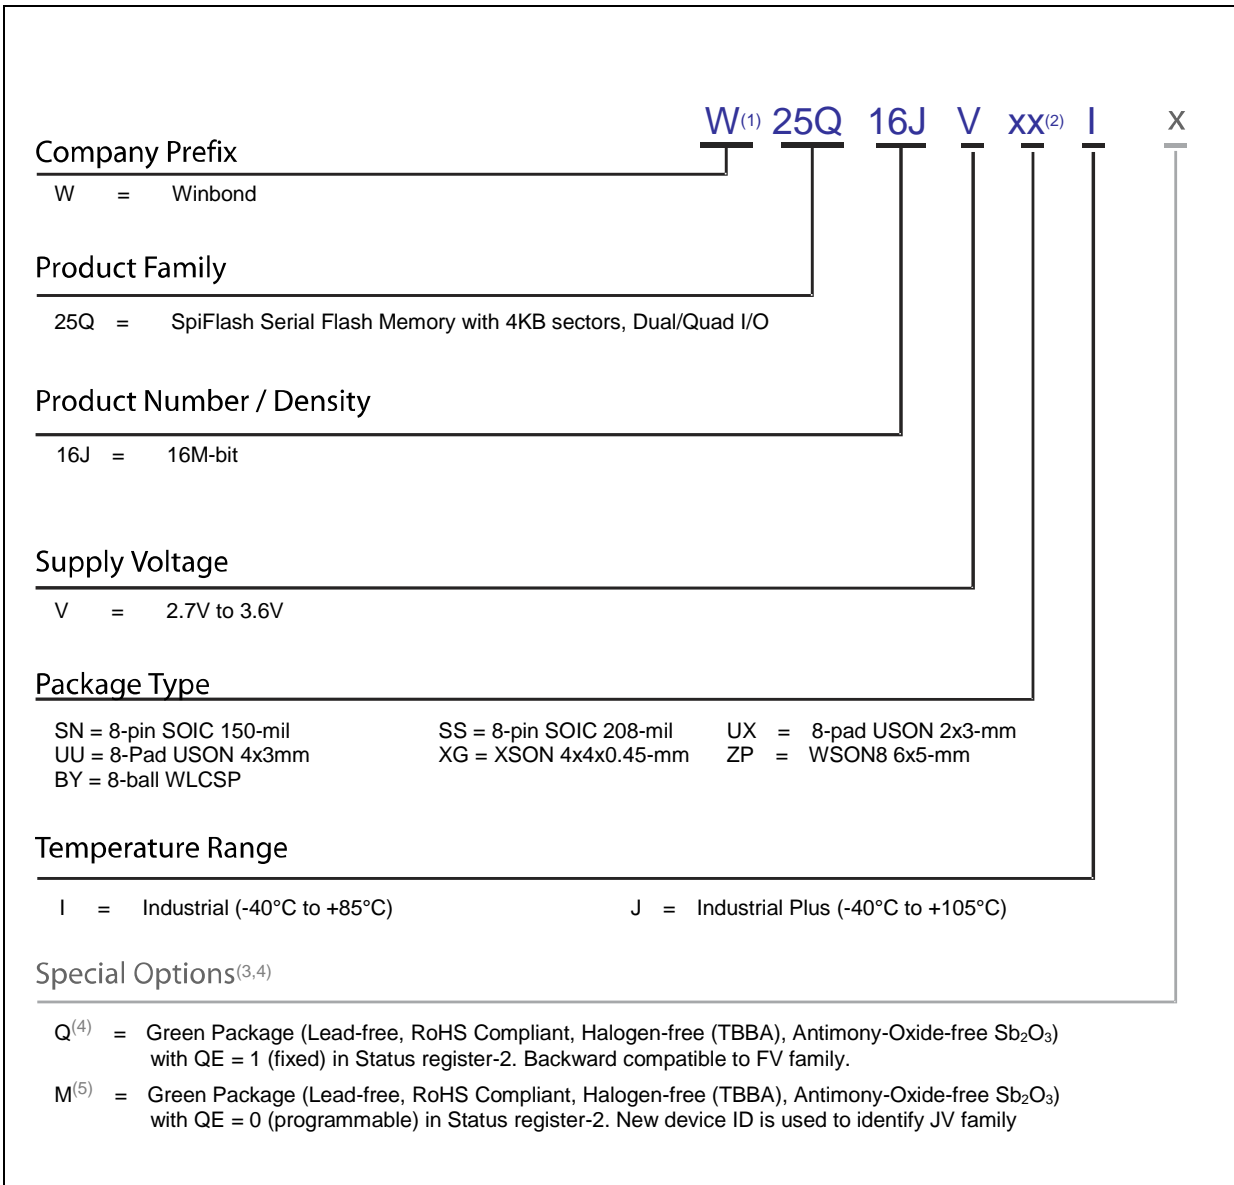 W(1) 25Q 16J V xx(2) I x
Company Prefix
W = Winbond
Product Family
25Q = SpiFlash Serial Flash Memory with 4KB sectors, Dual/Quad I/O
Product Number / Density
16J = 16M-bit
Supply Voltage
V = 2.7V to 3.6V
Package Type
SN = 8-pin SOIC 150-mil SS = 8-pin SOIC 208-mil UX = 8-pad USON 2x3-mm
UU = 8-Pad USON 4x3mm XG = XSON 4x4x0.45-mm ZP = WSON8 6x5-mm
BY = 8-ball WLCSP
Temperature Range
I = Industrial (-40°C to +85°C) J = Industrial Plus (-40°C to +105°C)
Special Options(3,4)
Q(4) = Green Package (Lead-free, RoHS Compliant, Halogen-free (TBBA), Antimony-Oxide-free Sb₂O₃)
with QE = 1 (fixed) in Status register-2. Backward compatible to FV family.
M(5) = Green Package (Lead-free, RoHS Compliant, Halogen-free (TBBA), Antimony-Oxide-free Sb₂O₃)
with QE = 0 (programmable) in Status register-2. New device ID is used to identify JV family